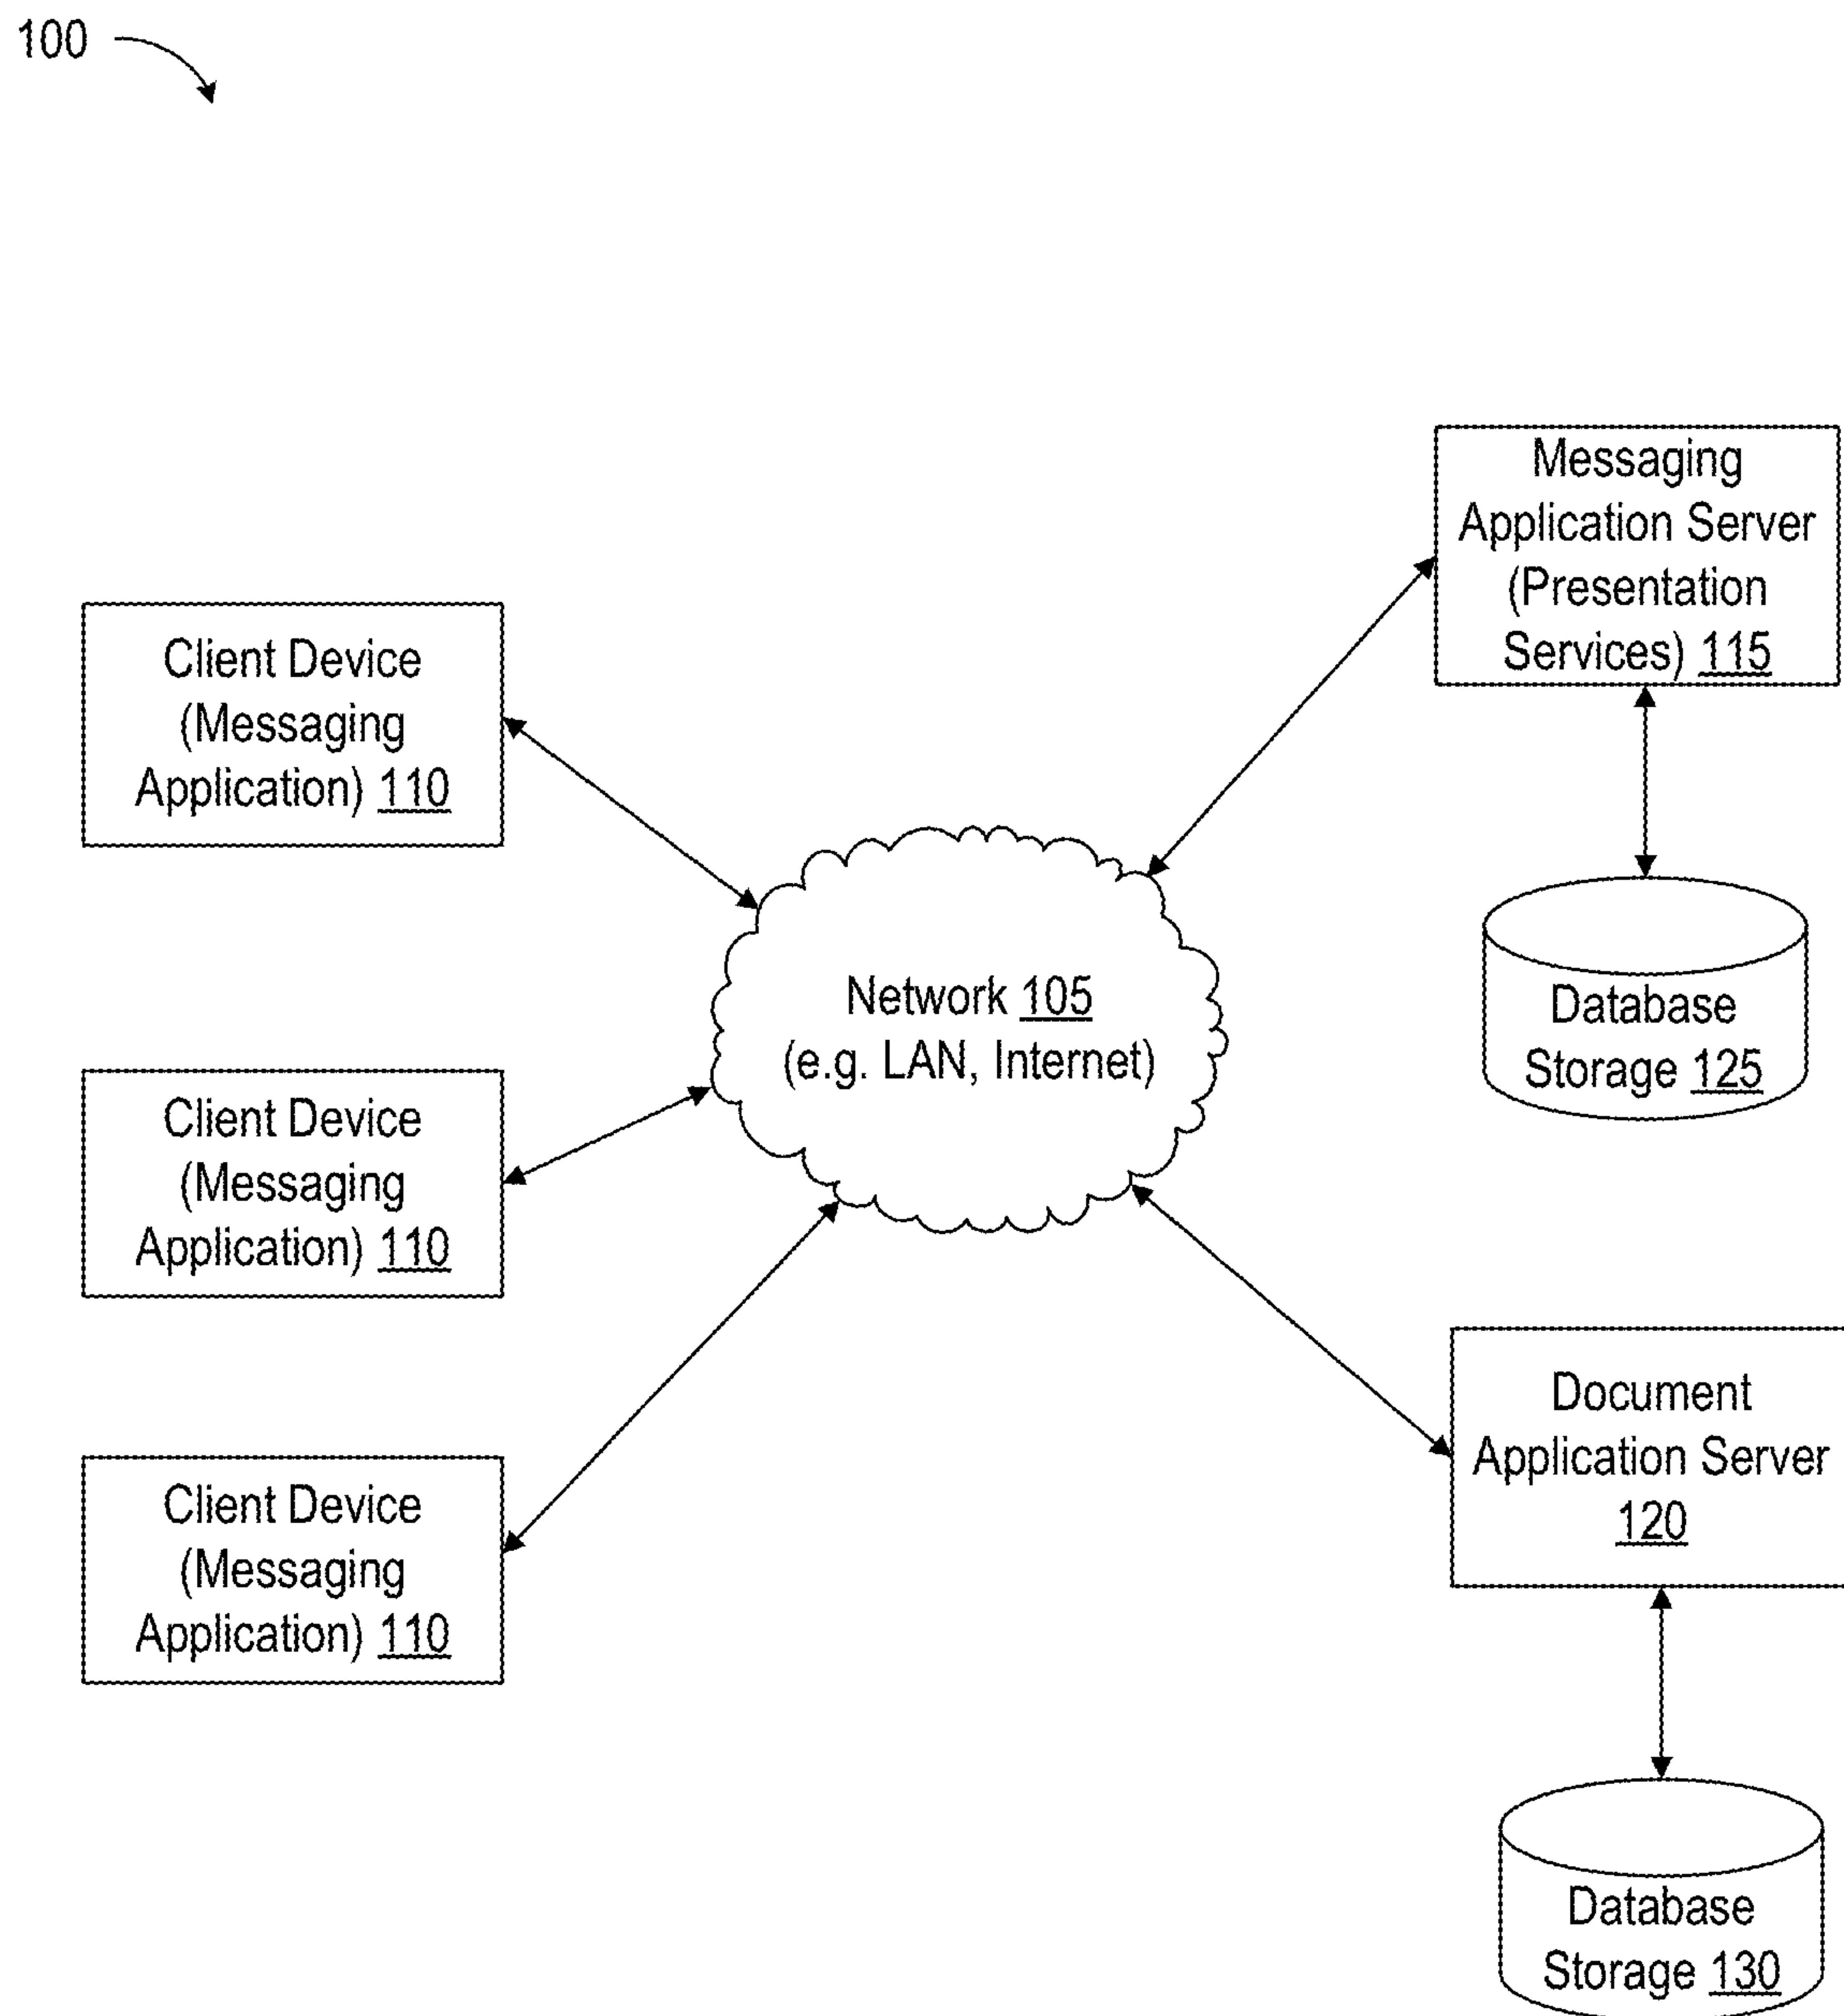 100
Messaging
Application Server
(Presentation
Services) 115
Client Device
(Messaging
Application) 110
Network 105
(e.g. LAN, Internet)
Database
Storage 125
Client Device
(Messaging
Application) 110
Document
Application Server
120
Client Device
(Messaging
Application) 110
Database
Storage 130